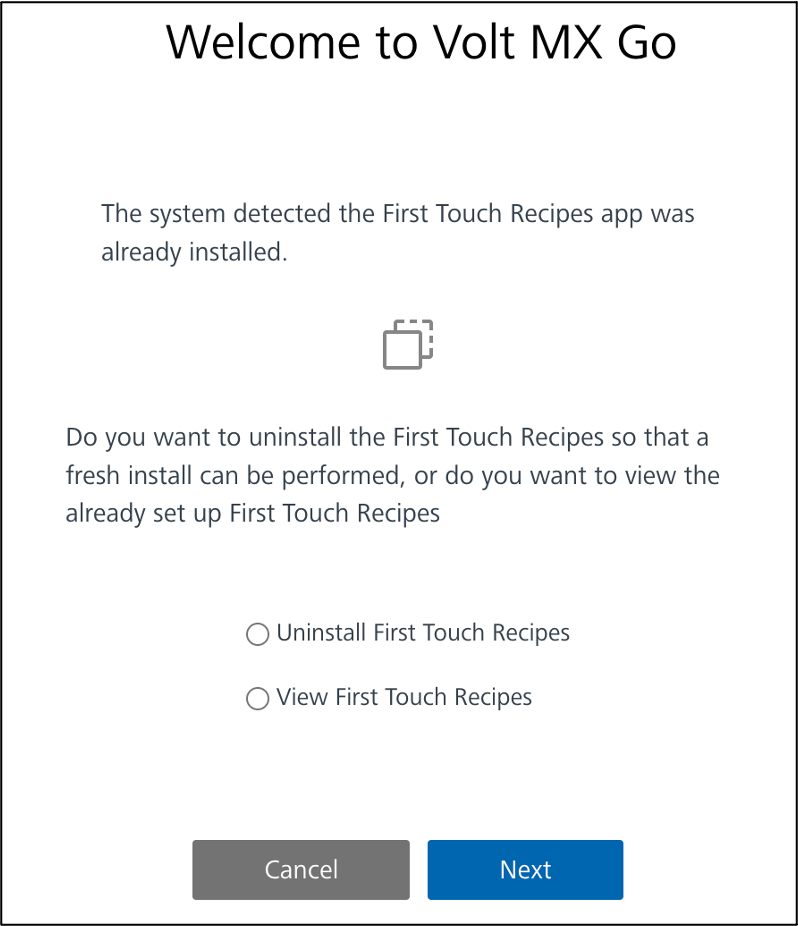 Welcome to Volt MX Go
The system detected the First Touch Recipes app was
already installed.
Do you want to uninstall the First Touch Recipes so that a
fresh install can be performed, or do you want to view the
already set up First Touch Recipes
Uninstall First Touch Recipes
View First Touch Recipes
Cancel
Next